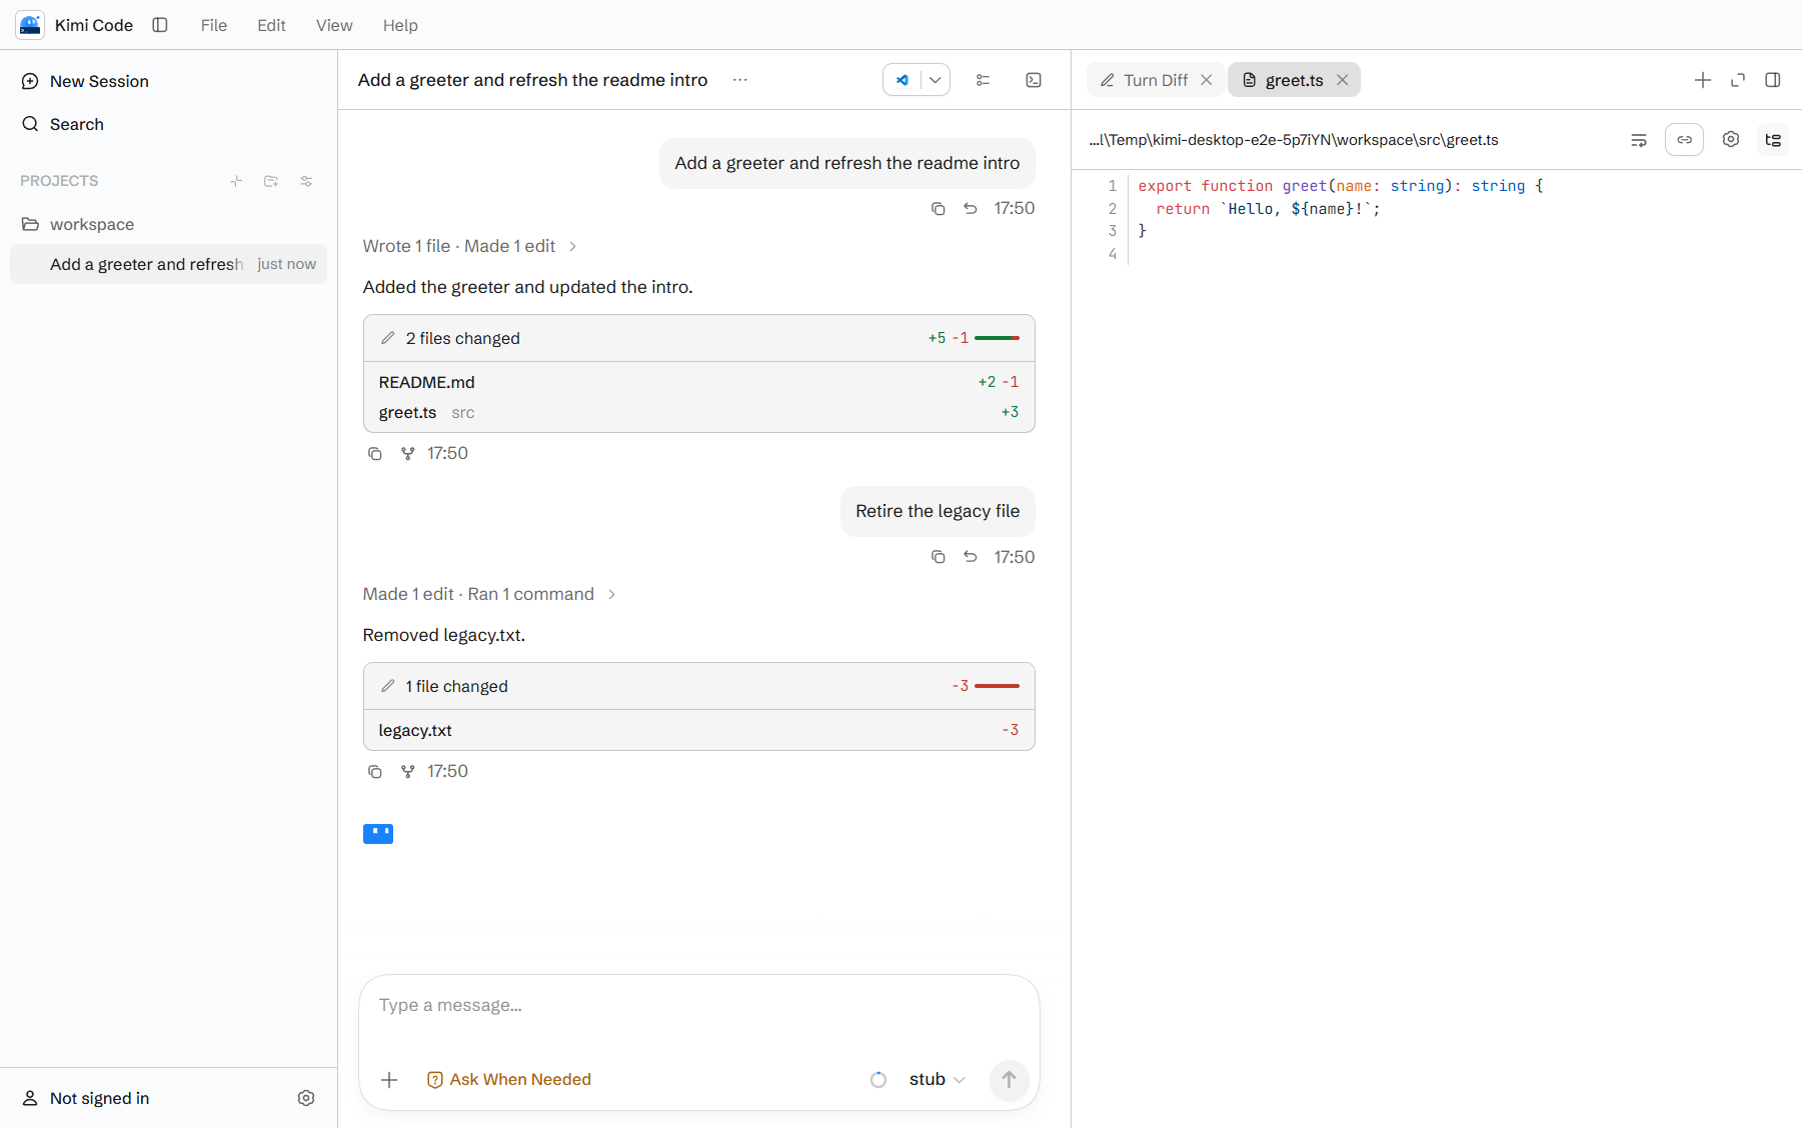 Kimi Code File Edit View Help
New Session
Search
PROJECTS
workspace
Add a greeter and refresh just now
Not signed in
Add a greeter and refresh the readme intro
Add a greeter and refresh the readme intro
17:50
Wrote 1 file · Made 1 edit
Added the greeter and updated the intro.
2 files changed +5 -1
README.md +2 -1
greet.ts src +3
17:50
Retire the legacy file
17:50
Made 1 edit · Ran 1 command
Removed legacy.txt.
1 file changed -3
legacy.txt -3
17:50
Type a message...
Ask When Needed stub
Turn Diff greet.ts
...l\Temp\kimi-desktop-e2e-5p7iYN\workspace\src\greet.ts
1 export function greet(name: string): string {
2   return `Hello, ${name}!`;
3 }
4